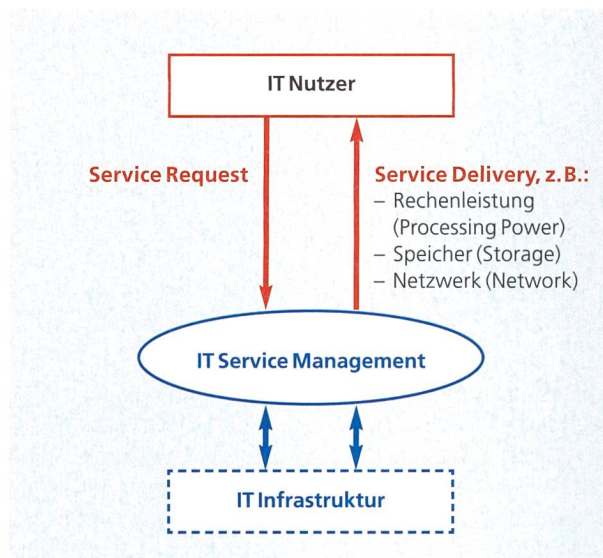 IT Nutzer
Service Request
Service Delivery, z. B.:
– Rechenleistung
(Processing Power)
– Speicher (Storage)
– Netzwerk (Network)
IT Service Management
IT Infrastruktur